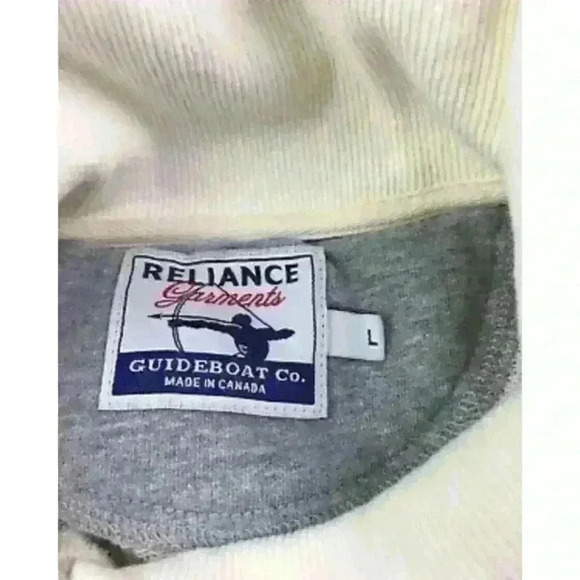 RELIANCE
Garments
GUIDEBOAT Co.
MADE IN CANADA
L